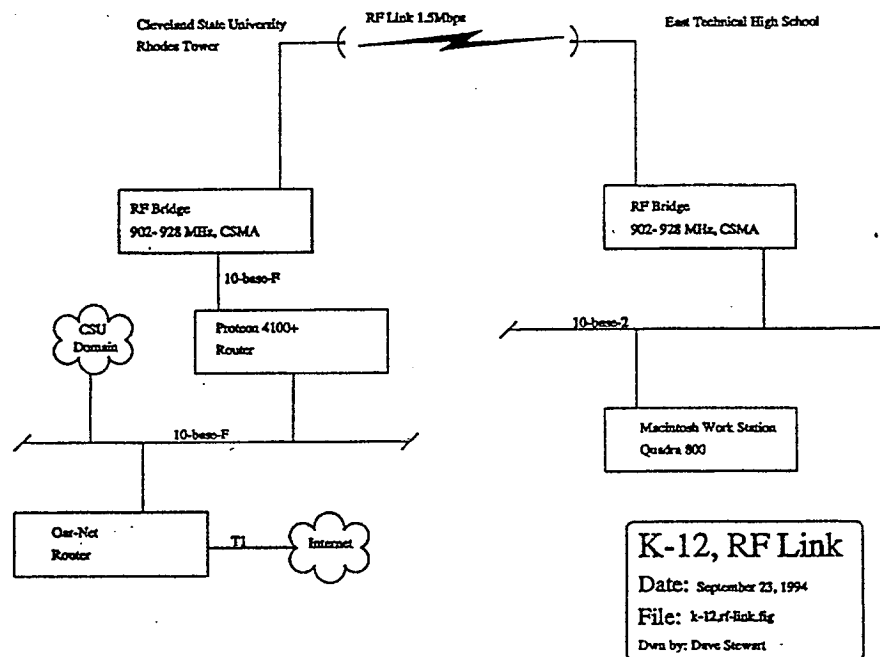 Cleveland State University
Rhodes Tower
RF Link 1.5Mbps
East Technical High School
RF Bridge
902-928 MHz, CSMA
RF Bridge
902-928 MHz, CSMA
10-base-F
CSU
Domain
Proteon 4100+
Router
10-base-2
10-base-F
Macintosh Work Station
Quadra 800
Oar-Net
Router
T1
Internet
K-12, RF Link
Date: September 23, 1994
File: k-12,rf-link.fig
Dwn by: Dave Stewart